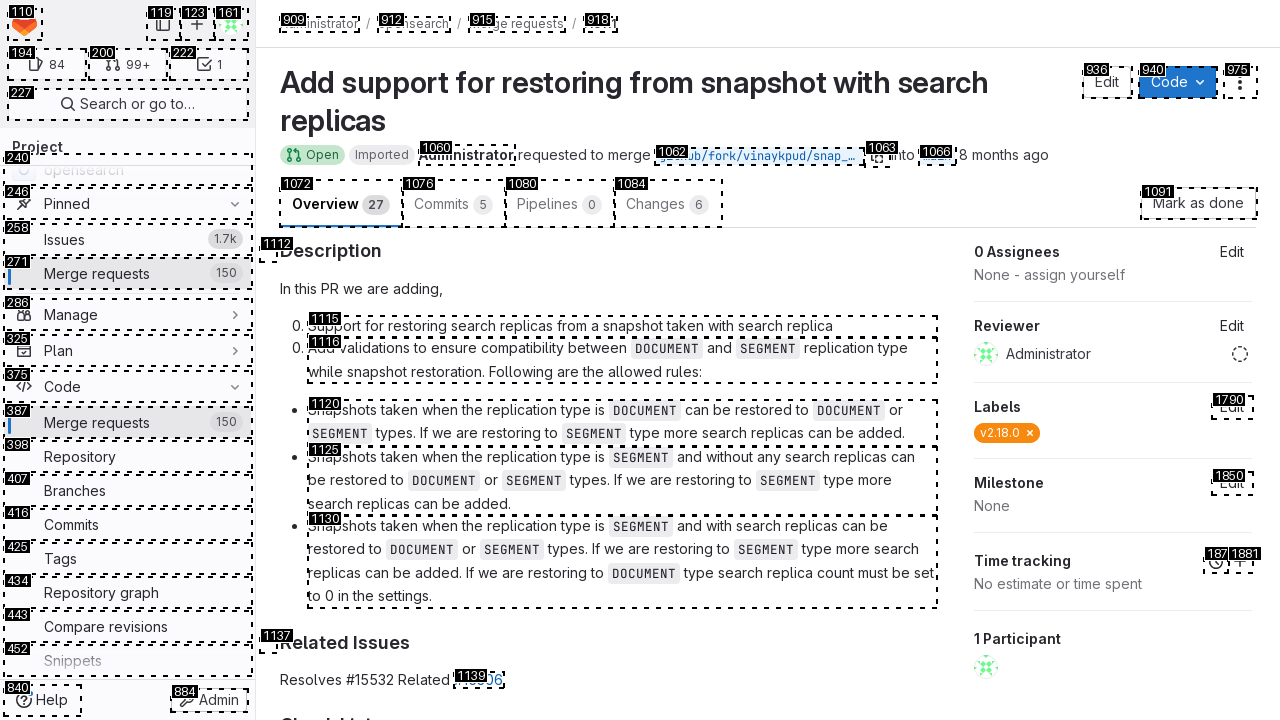 110
119
123
161
194
84
200
99+
222
1
227
Search or go to…
Project
240
opensearch
246
Pinned
258
Issues
1.7k
271
Merge requests
150
286
Manage
325
Plan
375
Code
387
Merge requests
150
398
Repository
407
Branches
416
Commits
425
Tags
434
Repository graph
443
Compare revisions
452
Snippets
840
Help
884
Admin
909
912
915
918
/ / /
Add support for restoring from snapshot with search
replicas
936
Edit
940
Code
975
Open
Imported
1060
Administrator
requested to merge
1062
1063
into
1066
8 months ago
1072
Overview 27
1076
Commits 5
1080
Pipelines 0
1084
Changes 6
1091
Mark as done
1112
Description
In this PR we are adding,
1115
0. Support for restoring search replicas from a snapshot taken with search replica
1116
0. Add validations to ensure compatibility between DOCUMENT and SEGMENT replication type
while snapshot restoration. Following are the allowed rules:
1120
• Snapshots taken when the replication type is DOCUMENT can be restored to DOCUMENT or
SEGMENT types. If we are restoring to SEGMENT type more search replicas can be added.
1125
• Snapshots taken when the replication type is SEGMENT and without any search replicas can
be restored to DOCUMENT or SEGMENT types. If we are restoring to SEGMENT type more
search replicas can be added.
1130
• Snapshots taken when the replication type is SEGMENT and with search replicas can be
restored to DOCUMENT or SEGMENT types. If we are restoring to SEGMENT type more search
replicas can be added. If we are restoring to DOCUMENT type search replica count must be set
to 0 in the settings.
1137
Related Issues
Resolves #15532 Related
1139
0 Assignees
Edit
None - assign yourself
Reviewer
Edit
Administrator
Labels
1790
Edit
v2.18.0 ×
Milestone
1850
Edit
None
Time tracking
187
1881
No estimate or time spent
1 Participant